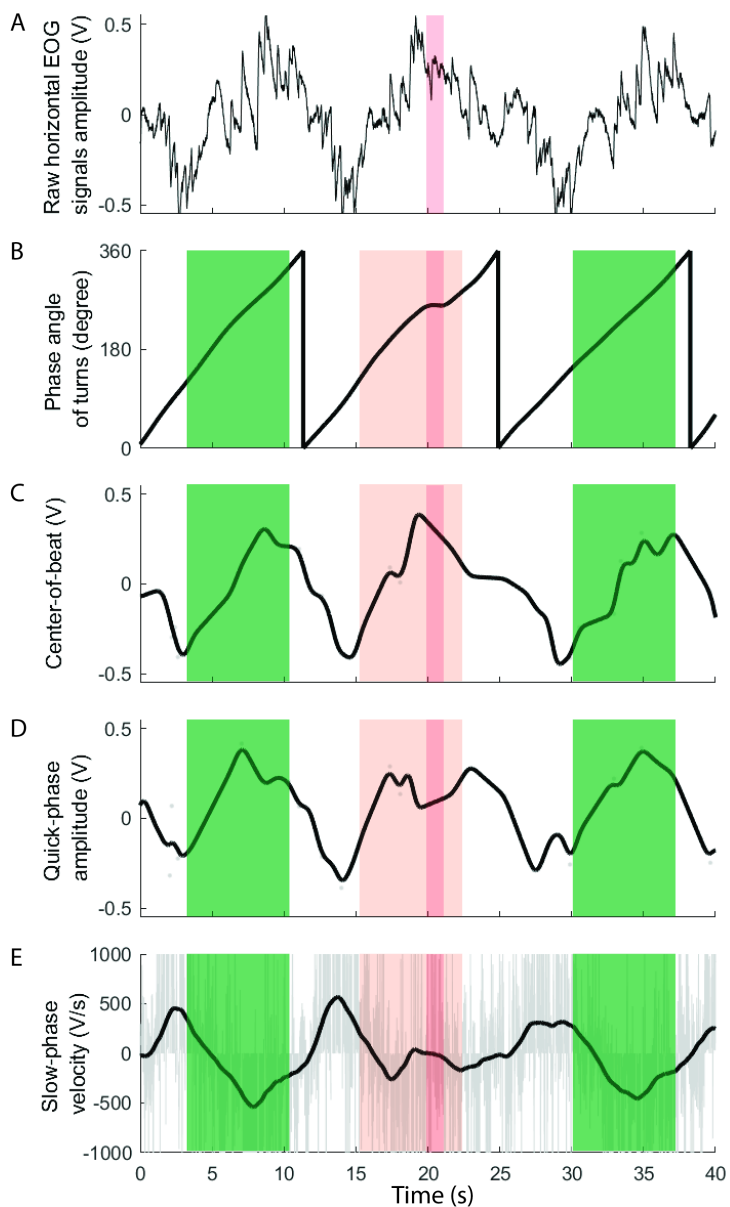 A
Raw horizontal EOG
signals amplitude (V)
0.5
0
-0.5
B
Phase angle
of turns (degree)
360
180
0
C
Center-of-beat (V)
0.5
0
-0.5
D
Quick-phase
amplitude (V)
0.5
0
-0.5
E
Slow-phase
velocity (V/s)
1000
500
0
-500
-1000
0 5 10 15 20 25 30 35 40
Time (s)